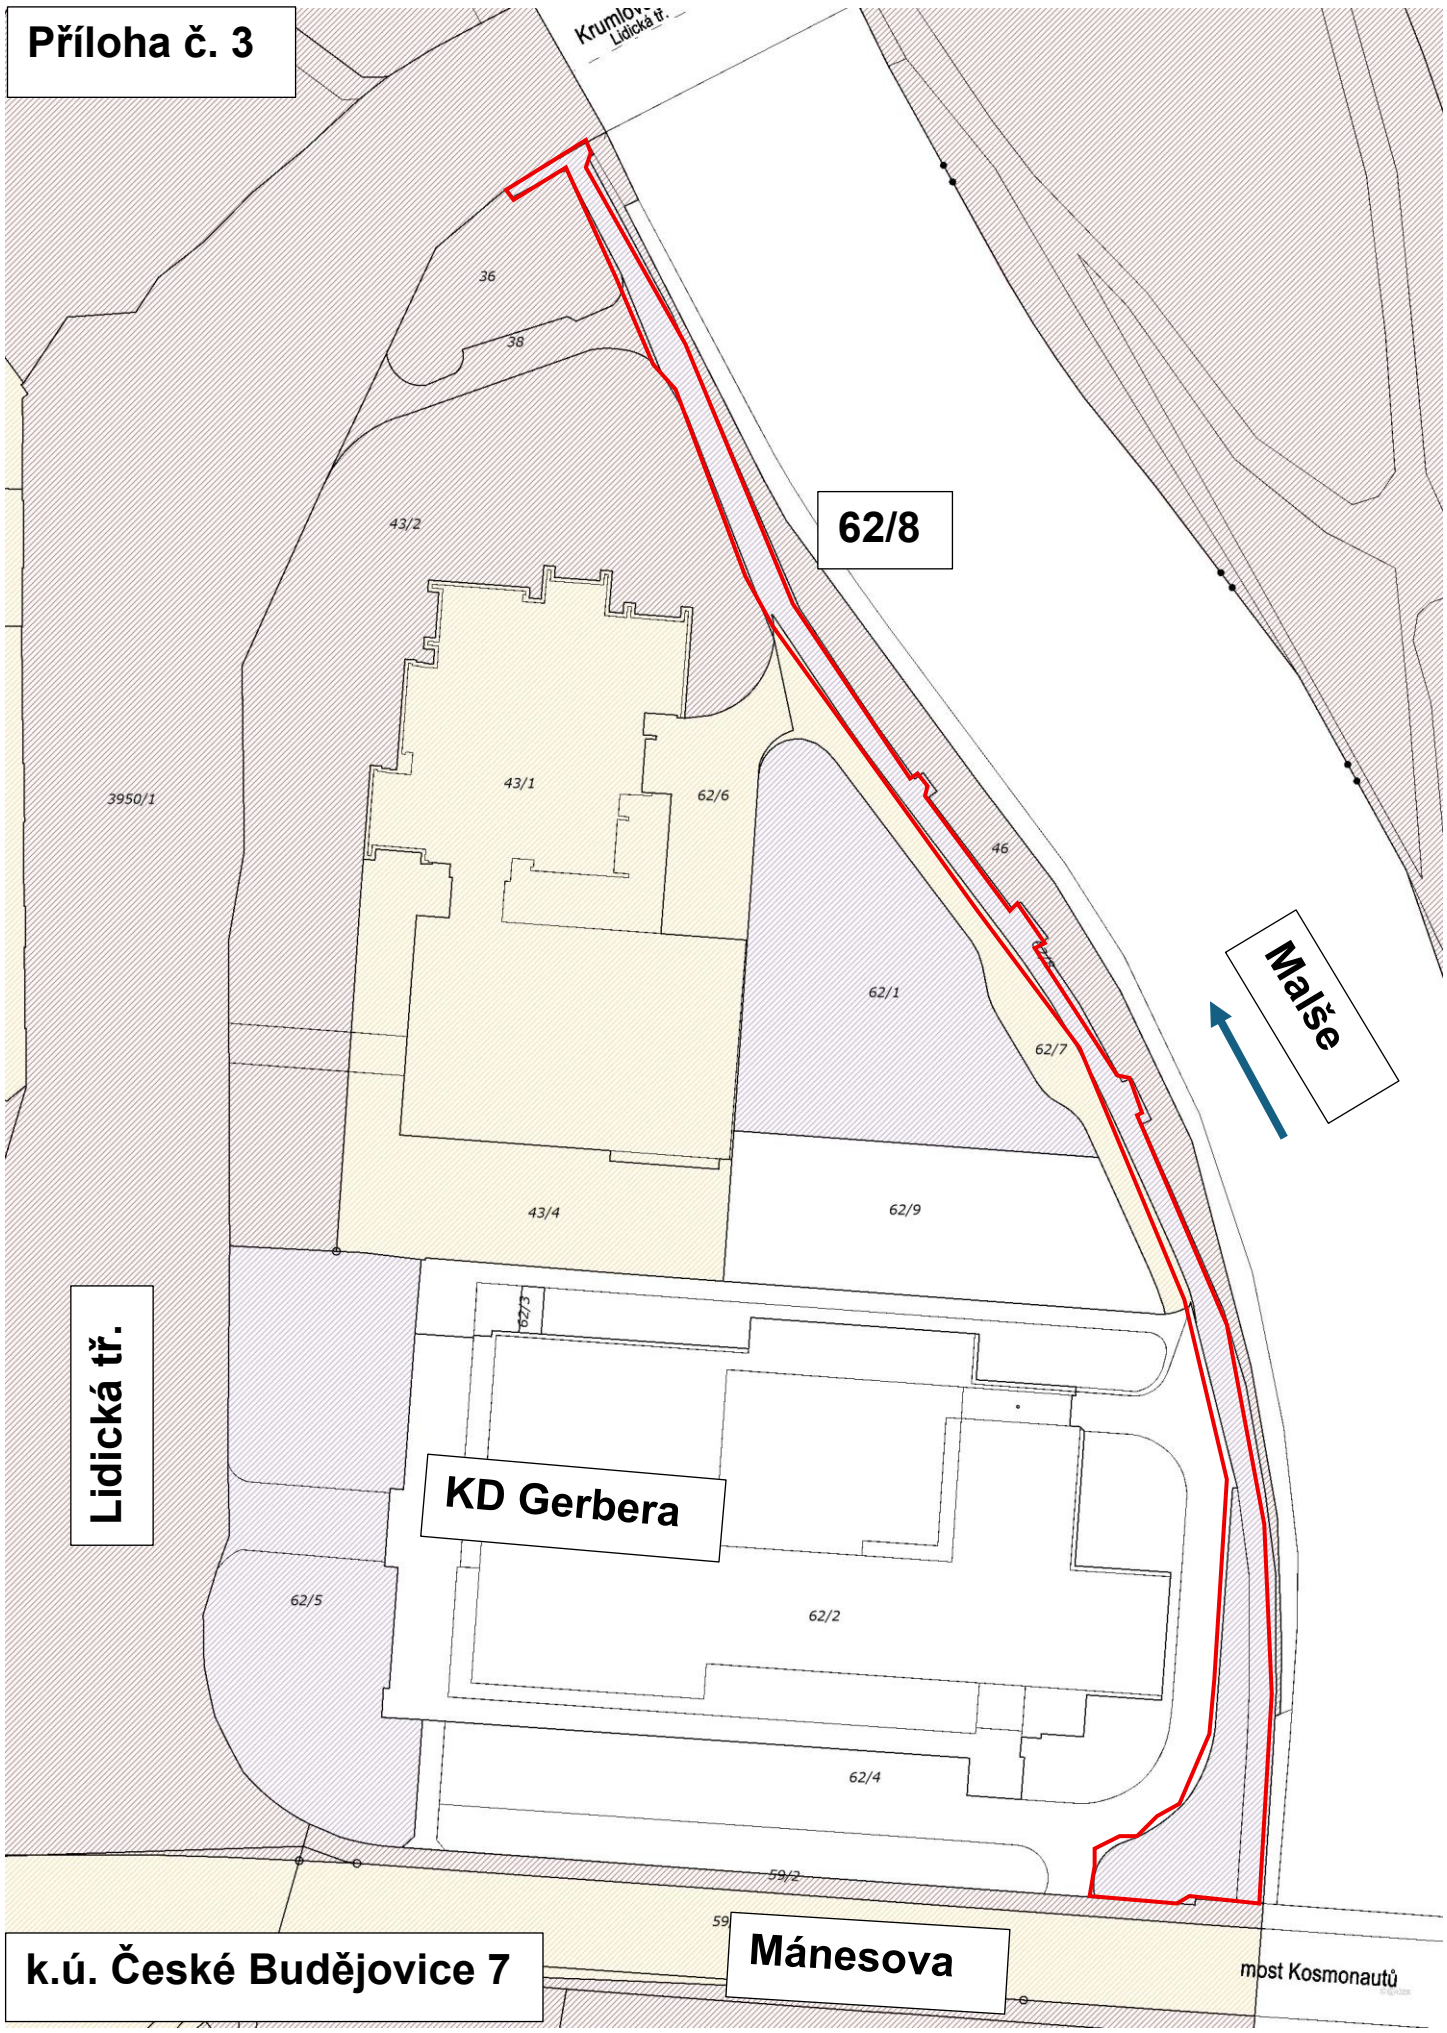 Příloha č. 3
Lidická tř.
36
38
43/2
62/8
43/1
62/6
3950/1
46
62/8
62/1
Malše
62/7
43/4
62/9
62/3
Lidická tř.
KD Gerbera
62/5
62/2
62/4
59/2
Mánesova
k.ú. České Budějovice 7
most Kosmonautů